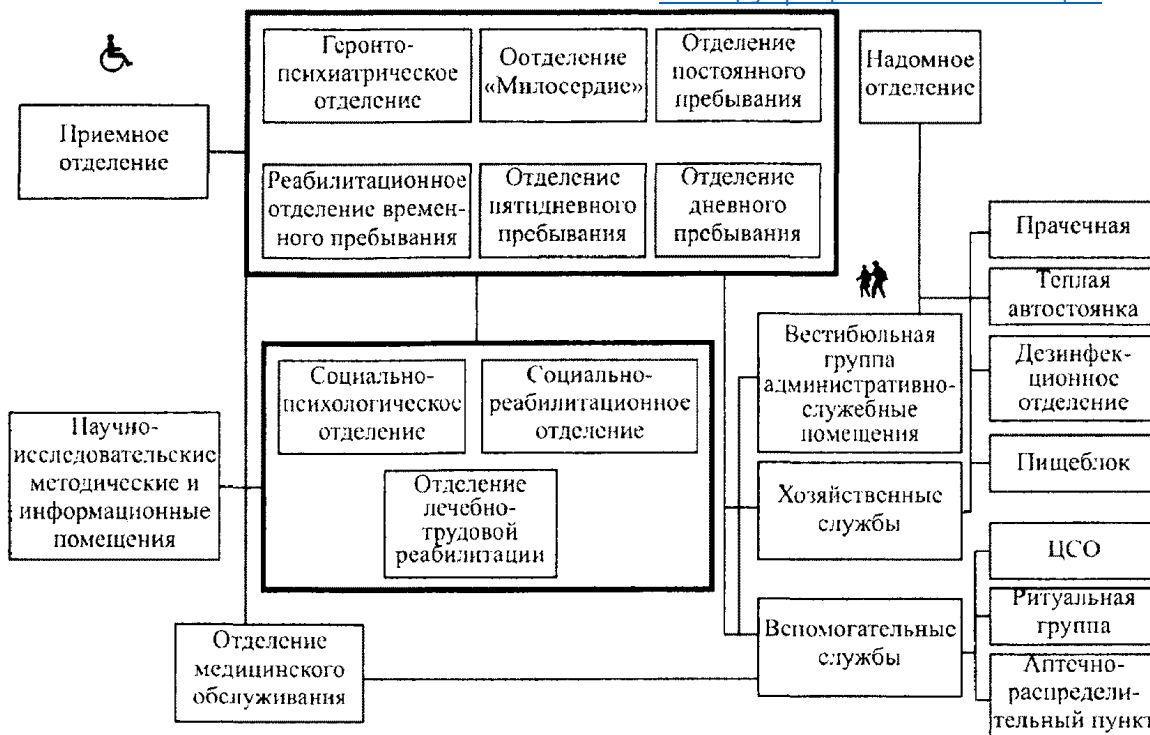 Геронто-
психиатрическое
отделение
Оотделение
«Милосердие»
Отделение
постоянного
пребывания
Надомное
отделение
Приемное
отделение
Реабилитационное
отделение времен-
ного пребывания
Отделение
пятидневного
пребывания
Отделение
дневного
пребывания
Прачечная
Теплая
автостоянка
Вестибюльная
группа
административно-
служебные
помещения
Дезинфек-
ционное
отделение
Социально-
психологическое
отделение
Социально-
реабилитационное
отделение
Научно-
исследовательские
методические и
информационные
помещения
Отделение
лечебно-
трудовой
реабилитации
Хозяйственные
службы
Пищеблок
ЦСО
Ритуальная
группа
Вспомогательные
службы
Отделение
медицинского
обслуживания
Аптечно-
распредели-
тельный пункт